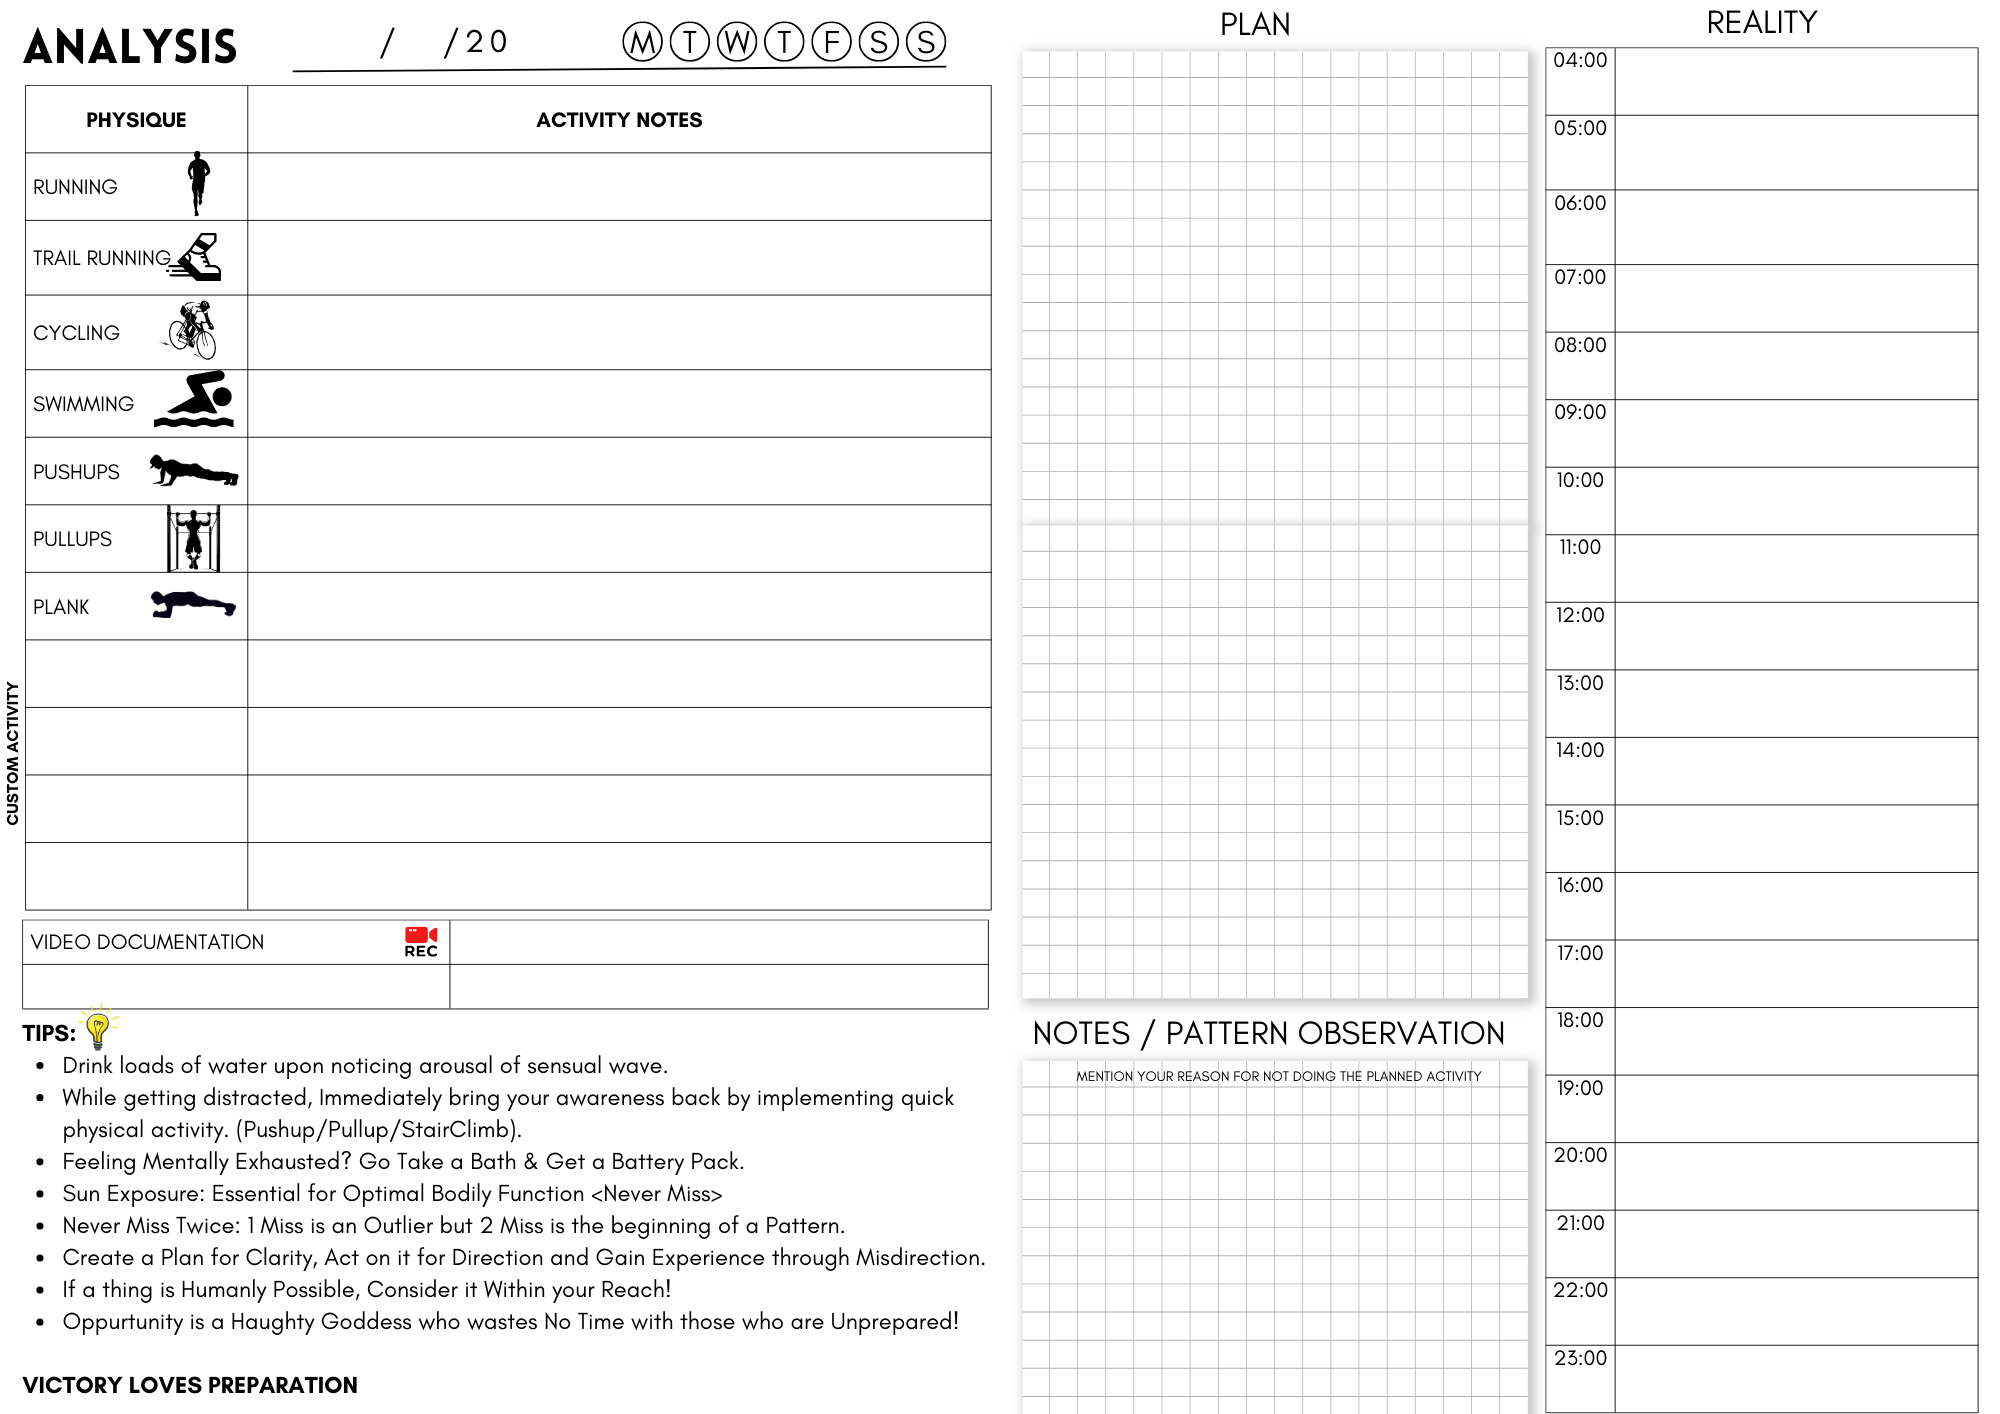 ANALYSIS
/ /20
M T W T F S S
PHYSIQUE
ACTIVITY NOTES
RUNNING
TRAIL RUNNING
CYCLING
SWIMMING
PUSHUPS
PULLUPS
PLANK
CUSTOM ACTIVITY
VIDEO DOCUMENTATION
REC
TIPS:
• Drink loads of water upon noticing arousal of sensual wave.
• While getting distracted, Immediately bring your awareness back by implementing quick
physical activity. (Pushup/Pullup/StairClimb).
• Feeling Mentally Exhausted? Go Take a Bath & Get a Battery Pack.
• Sun Exposure: Essential for Optimal Bodily Function <Never Miss>
• Never Miss Twice: 1 Miss is an Outlier but 2 Miss is the beginning of a Pattern.
• Create a Plan for Clarity, Act on it for Direction and Gain Experience through Misdirection.
• If a thing is Humanly Possible, Consider it Within your Reach!
• Oppurtunity is a Haughty Goddess who wastes No Time with those who are Unprepared!
VICTORY LOVES PREPARATION
PLAN
NOTES / PATTERN OBSERVATION
MENTION YOUR REASON FOR NOT DOING THE PLANNED ACTIVITY
REALITY
04:00
05:00
06:00
07:00
08:00
09:00
10:00
11:00
12:00
13:00
14:00
15:00
16:00
17:00
18:00
19:00
20:00
21:00
22:00
23:00